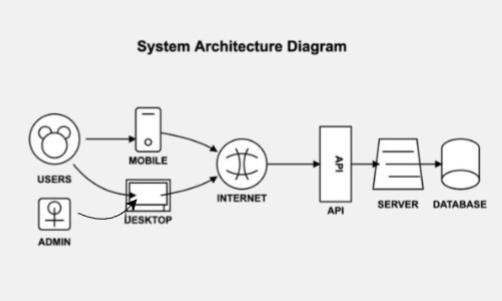 System Architecture Diagram
MOBILE
USERS
DESKTOP
ADMIN
INTERNET
API
API
SERVER
DATABASE